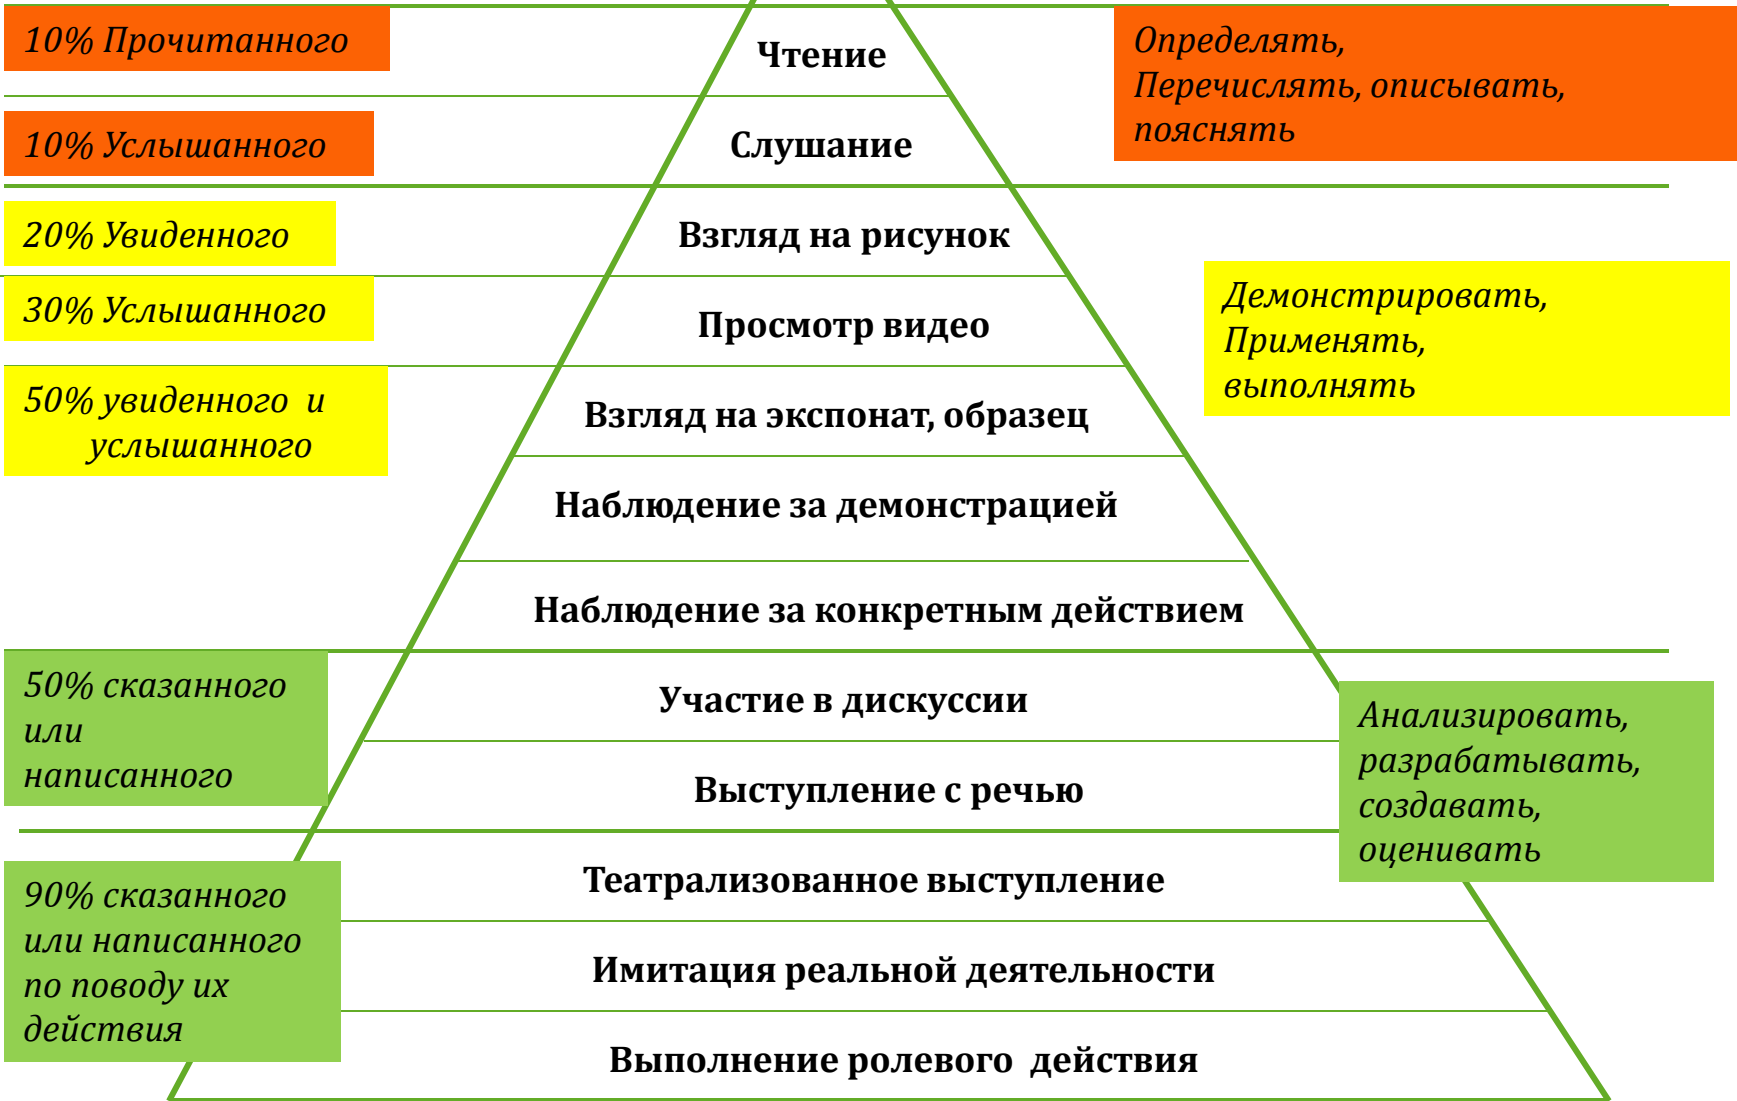 10% Прочитанного
Чтение
Определять,
Перечислять, описывать,
пояснять
10% Услышанного
Слушание
20% Увиденного
Взгляд на рисунок
30% Услышанного
Просмотр видео
Демонстрировать,
Применять,
выполнять
50% увиденного и
услышанного
Взгляд на экспонат, образец
Наблюдение за демонстрацией
Наблюдение за конкретным действием
50% сказанного
или
написанного
Участие в дискуссии
Выступление с речью
Анализировать,
разрабатывать,
создавать,
оценивать
90% сказанного
или написанного
по поводу их
действия
Театрализованное выступление
Имитация реальной деятельности
Выполнение ролевого действия